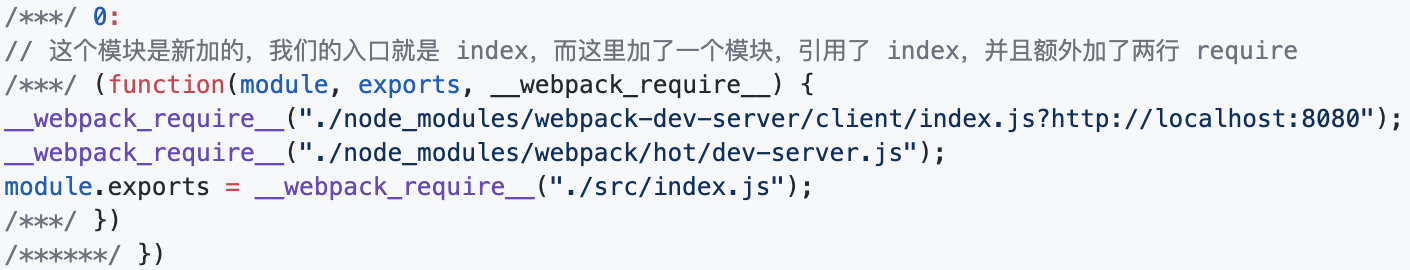 /***/ 0:
// 这个模块是新加的，我们的入口就是 index，而这里加了一个模块，引用了 index，并且额外加了两行 require
/***/ (function(module, exports, __webpack_require__) {
__webpack_require__("./node_modules/webpack-dev-server/client/index.js?http://localhost:8080");
__webpack_require__("./node_modules/webpack/hot/dev-server.js");
module.exports = __webpack_require__("./src/index.js");
/***/ })
/******/ })